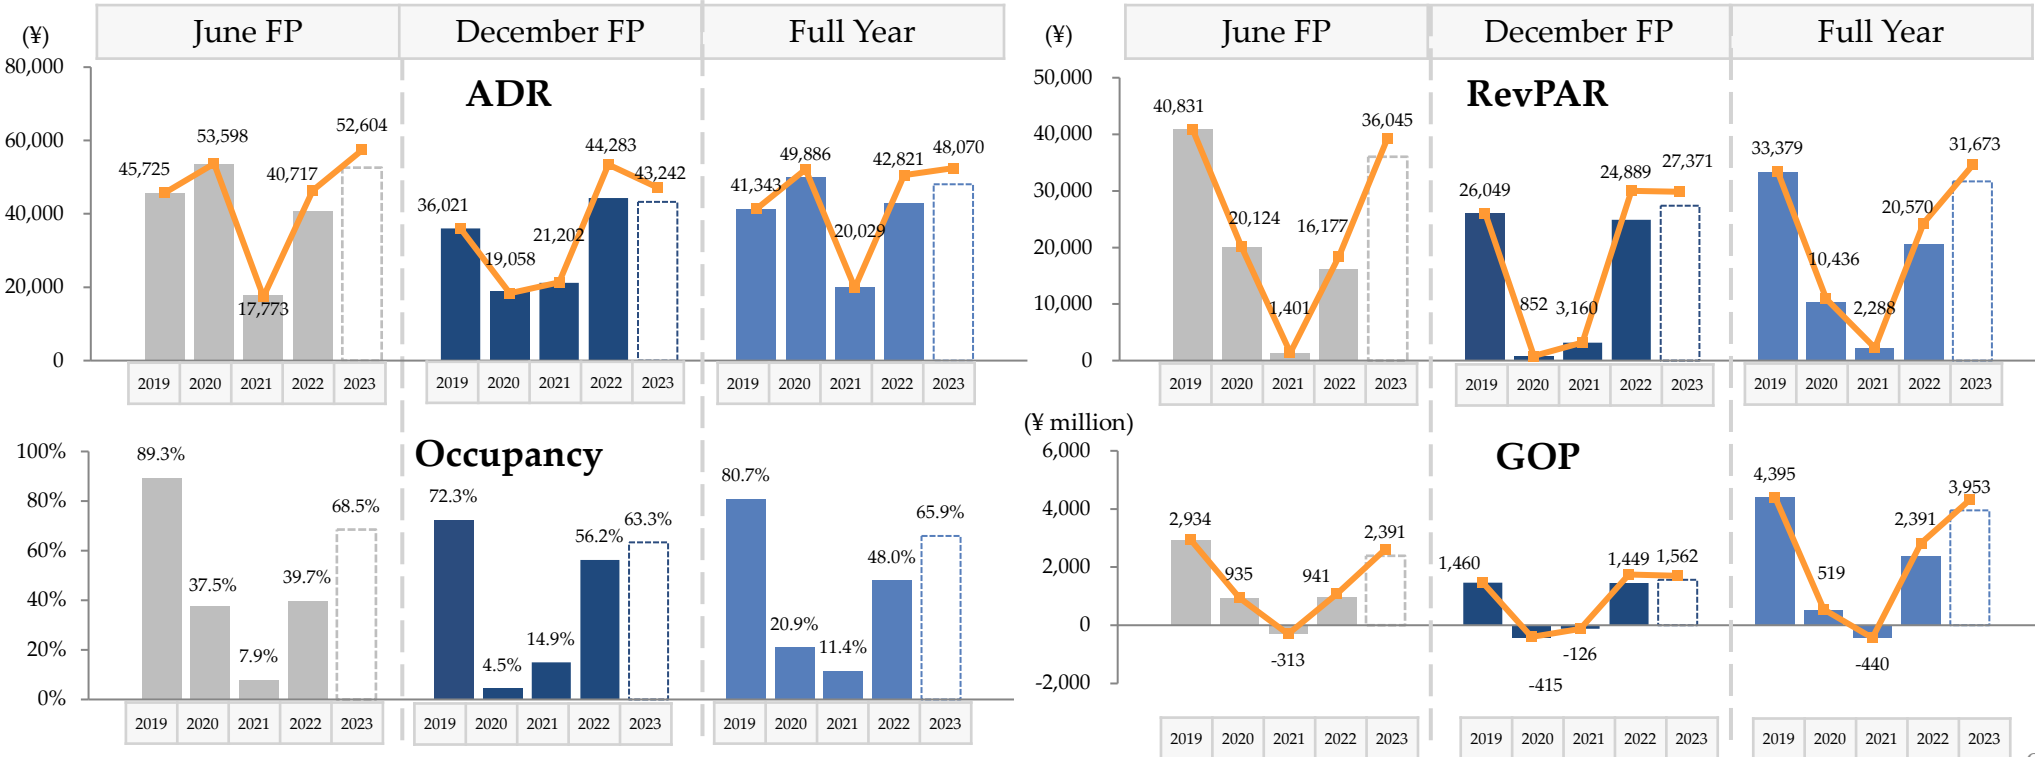 June FP December FP Full Year
(¥)
ADR
80,000
60,000
40,000
20,000
0
45,725 53,598 17,773 40,717 52,604
36,021 19,058 21,202 44,283 43,242
41,343 49,886 20,029 42,821 48,070
2019 2020 2021 2022 2023
2019 2020 2021 2022 2023
2019 2020 2021 2022 2023
Occupancy
100%
80%
60%
40%
20%
0%
89.3% 37.5% 7.9% 39.7% 68.5%
72.3% 4.5% 14.9% 56.2% 63.3%
80.7% 20.9% 11.4% 48.0% 65.9%
2019 2020 2021 2022 2023
2019 2020 2021 2022 2023
2019 2020 2021 2022 2023
June FP December FP Full Year
(¥)
RevPAR
50,000
40,000
30,000
20,000
10,000
0
40,831 20,124 1,401 16,177 36,045
26,049 852 3,160 24,889 27,371
33,379 10,436 2,288 20,570 31,673
2019 2020 2021 2022 2023
2019 2020 2021 2022 2023
2019 2020 2021 2022 2023
(¥ million)
GOP
6,000
4,000
2,000
0
-2,000
2,934 935 -313 941 2,391
1,460 -415 -126 1,449 1,562
4,395 519 -440 2,391 3,953
2019 2020 2021 2022 2023
2019 2020 2021 2022 2023
2019 2020 2021 2022 2023